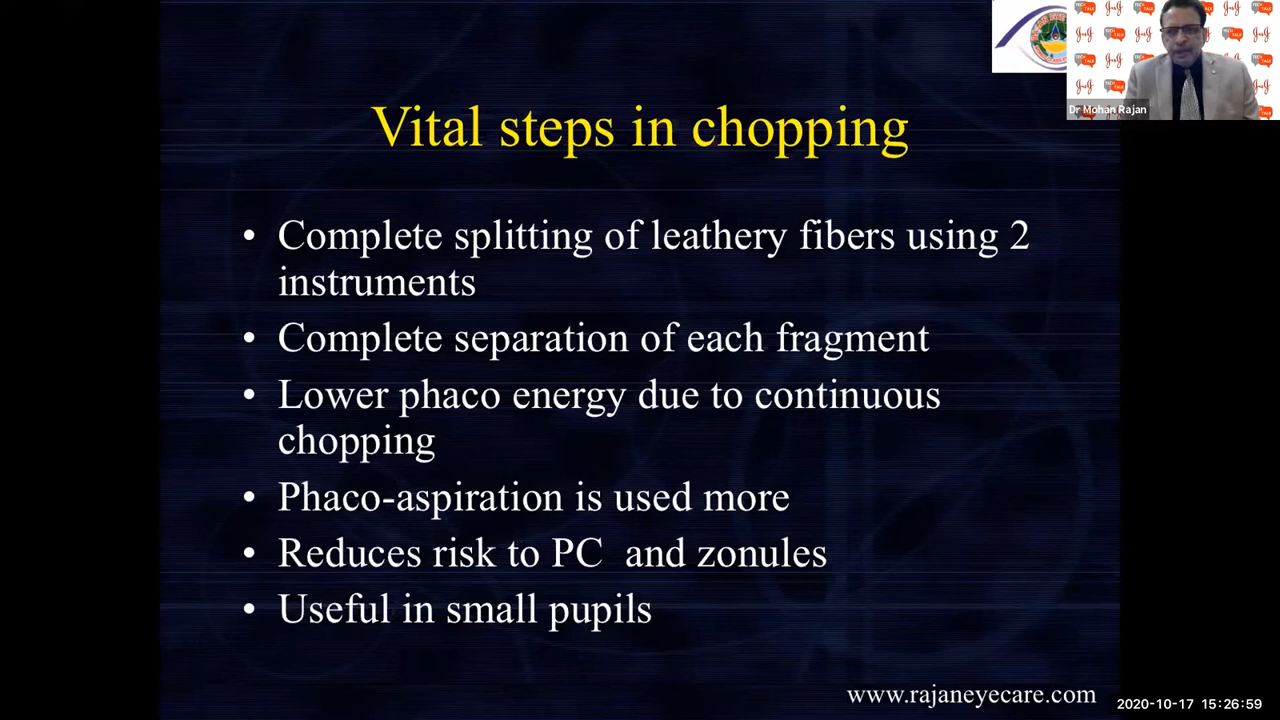 Vital steps in chopping
• Complete splitting of leathery fibers using 2
instruments
• Complete separation of each fragment
• Lower phaco energy due to continuous
chopping
• Phaco-aspiration is used more
• Reduces risk to PC and zonules
• Useful in small pupils
www.rajaneyecare.com
Dr Mohan Rajan
TECH TALK
J&J
2020-10-17 15:26:59